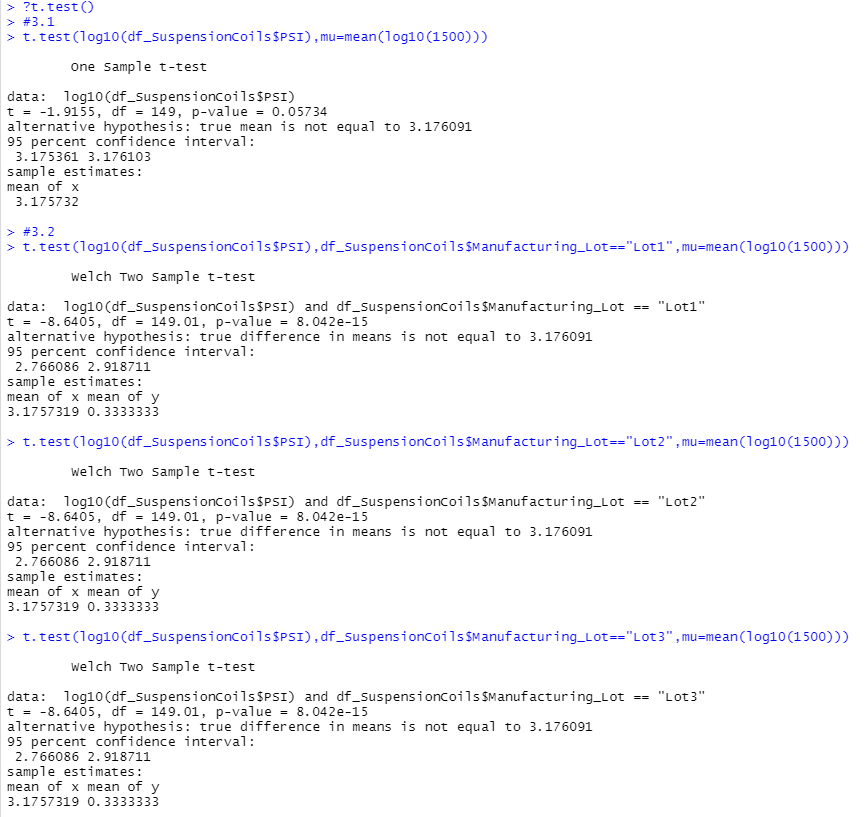 > ?t.test()
> #3.1
> t.test(log10(df_SuspensionCoils$PSI),mu=mean(log10(1500)))
One Sample t-test
data:  log10(df_SuspensionCoils$PSI)
t = -1.9155, df = 149, p-value = 0.05734
alternative hypothesis: true mean is not equal to 3.176091
95 percent confidence interval:
 3.175361 3.176103
sample estimates:
mean of x
 3.175732
> #3.2
> t.test(log10(df_SuspensionCoils$PSI),df_SuspensionCoils$Manufacturing_Lot=="Lot1",mu=mean(log10(1500)))
Welch Two Sample t-test
data:  log10(df_SuspensionCoils$PSI) and df_SuspensionCoils$Manufacturing_Lot == "Lot1"
t = -8.6405, df = 149.01, p-value = 8.042e-15
alternative hypothesis: true difference in means is not equal to 3.176091
95 percent confidence interval:
 2.766086 2.918711
sample estimates:
mean of x mean of y
3.1757319 0.3333333
> t.test(log10(df_SuspensionCoils$PSI),df_SuspensionCoils$Manufacturing_Lot=="Lot2",mu=mean(log10(1500)))
Welch Two Sample t-test
data:  log10(df_SuspensionCoils$PSI) and df_SuspensionCoils$Manufacturing_Lot == "Lot2"
t = -8.6405, df = 149.01, p-value = 8.042e-15
alternative hypothesis: true difference in means is not equal to 3.176091
95 percent confidence interval:
 2.766086 2.918711
sample estimates:
mean of x mean of y
3.1757319 0.3333333
> t.test(log10(df_SuspensionCoils$PSI),df_SuspensionCoils$Manufacturing_Lot=="Lot3",mu=mean(log10(1500)))
Welch Two Sample t-test
data:  log10(df_SuspensionCoils$PSI) and df_SuspensionCoils$Manufacturing_Lot == "Lot3"
t = -8.6405, df = 149.01, p-value = 8.042e-15
alternative hypothesis: true difference in means is not equal to 3.176091
95 percent confidence interval:
 2.766086 2.918711
sample estimates:
mean of x mean of y
3.1757319 0.3333333